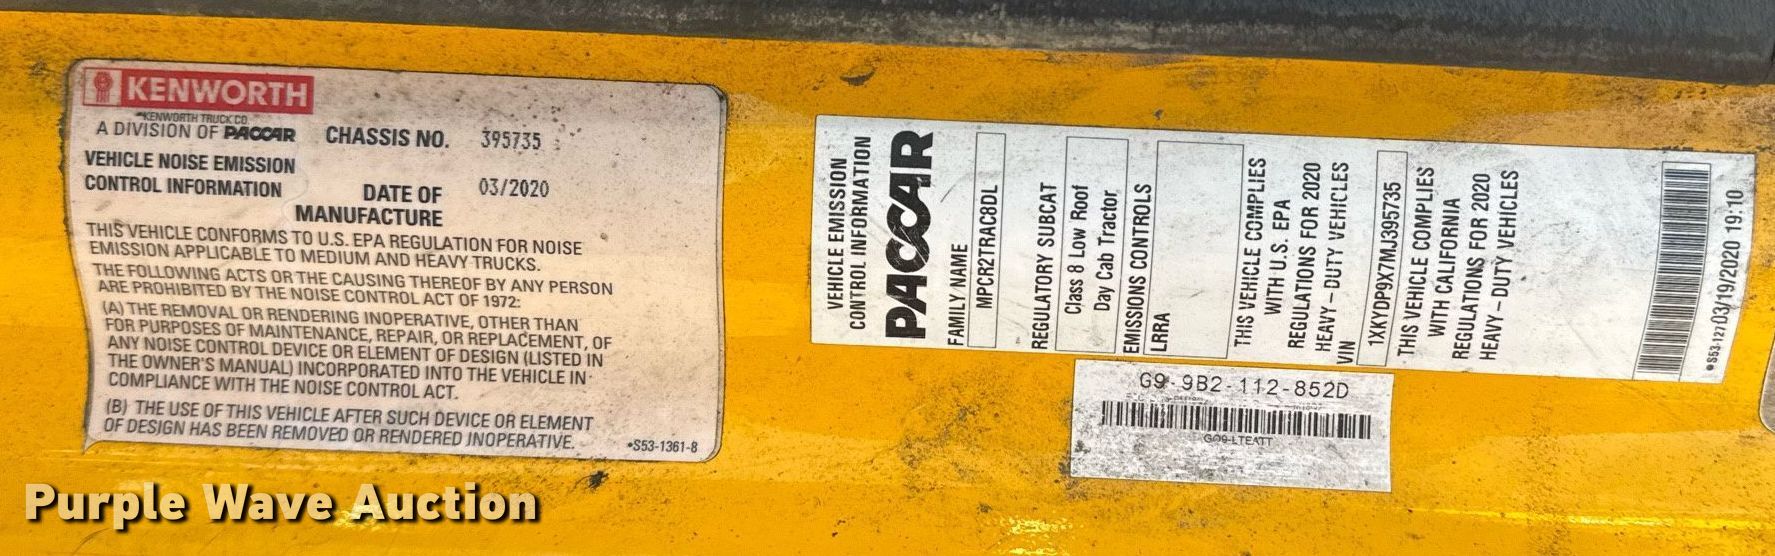 KENWORTH
KENWORTH TRUCK CO.
A DIVISION OF PACCAR
CHASSIS NO. 395735
VEHICLE NOISE EMISSION
CONTROL INFORMATION
DATE OF
MANUFACTURE
03/2020
THIS VEHICLE CONFORMS TO U.S. EPA REGULATION FOR NOISE
EMISSION APPLICABLE TO MEDIUM AND HEAVY TRUCKS.
THE FOLLOWING ACTS OR THE CAUSING THEREOF BY ANY PERSON
ARE PROHIBITED BY THE NOISE CONTROL ACT OF 1972:
(A) THE REMOVAL OR RENDERING INOPERATIVE, OTHER THAN
FOR PURPOSES OF MAINTENANCE, REPAIR, OR REPLACEMENT, OF
ANY NOISE CONTROL DEVICE OR ELEMENT OF DESIGN (LISTED IN
THE OWNER'S MANUAL) INCORPORATED INTO THE VEHICLE IN
COMPLIANCE WITH THE NOISE CONTROL ACT.
(B) THE USE OF THIS VEHICLE AFTER SUCH DEVICE OR ELEMENT
OF DESIGN HAS BEEN REMOVED OR RENDERED INOPERATIVE.
•S53-1361-8
VEHICLE EMISSION
CONTROL INFORMATION
PACCAR
FAMILY NAME
MPCR2TRAC8DL
REGULATORY SUBCAT
Class 8 Low Roof
Day Cab Tractor
EMISSIONS CONTROLS
LRRA
THIS VEHICLE COMPLIES
WITH U.S. EPA
REGULATIONS FOR 2020
HEAVY-DUTY VEHICLES
VIN
1XKYDP9X7MJ395735
THIS VEHICLE COMPLIES
WITH CALIFORNIA
REGULATIONS FOR 2020
HEAVY-DUTY VEHICLES
•S53-127
03/19/2020 19:10
G9-9B2-112-852D
GO9-LTEATT
Purple Wave Auction